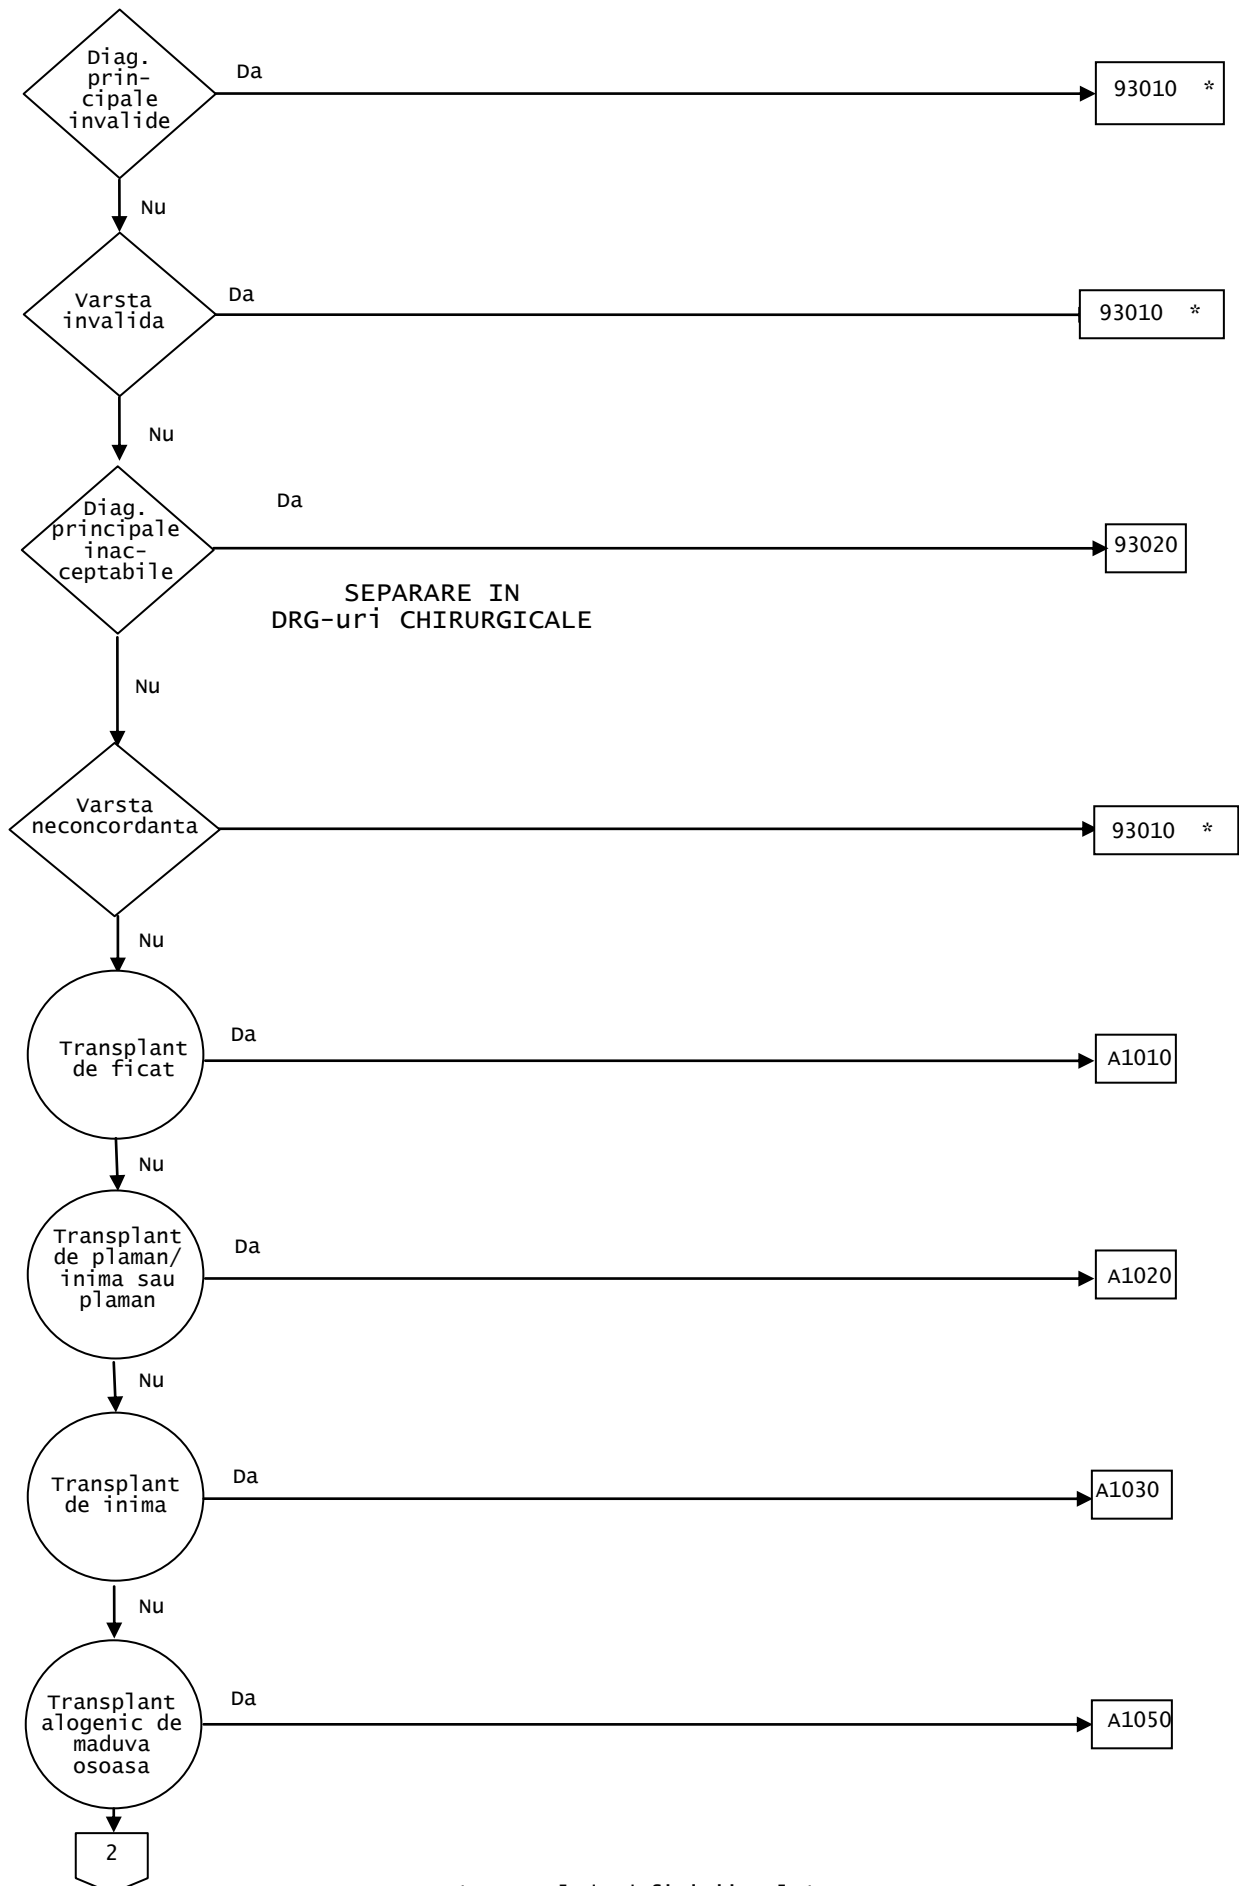 Diag.
prin-
cipale
invalide
Da
93010 *
Nu
Varsta
invalida
Da
93010 *
Nu
Diag.
principale
inac-
ceptabile
Da
93020
SEPARARE IN
DRG-uri CHIRURGICALE
Nu
Varsta
neconcordanta
93010 *
Nu
Transplant
de ficat
Da
A1010
Nu
Transplant
de plaman/
inima sau
plaman
Da
A1020
Nu
Transplant
de inima
Da
A1030
Nu
Transplant
alogenic de
maduva
osoasa
Da
A1050
2